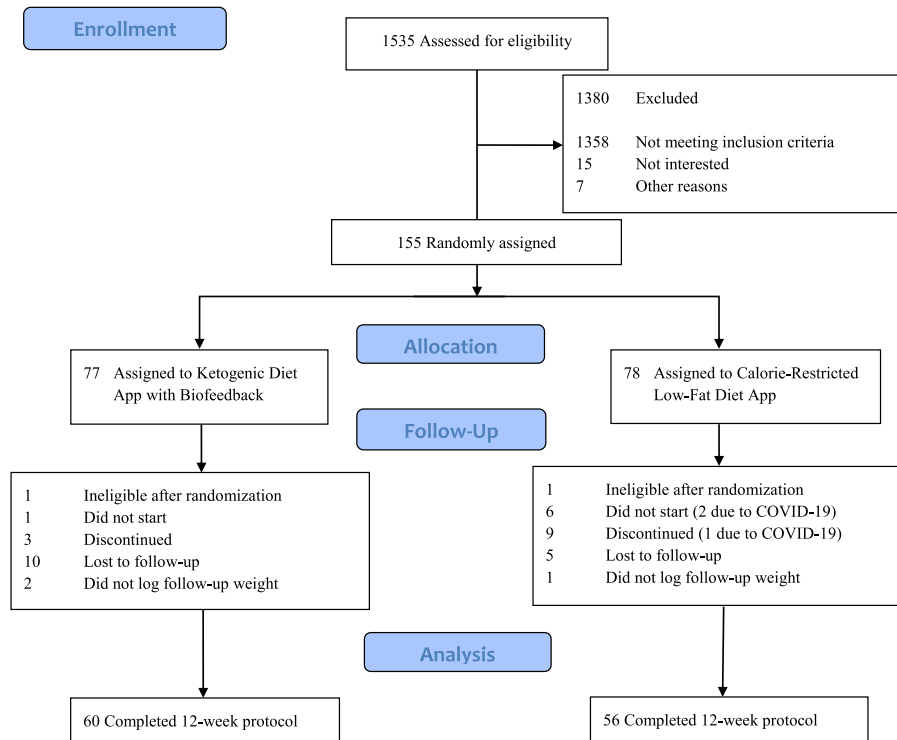 Enrollment
1535 Assessed for eligibility
1380 Excluded
1358 Not meeting inclusion criteria
15 Not interested
7 Other reasons
155 Randomly assigned
Allocation
77 Assigned to Ketogenic Diet
App with Biofeedback
78 Assigned to Calorie-Restricted
Low-Fat Diet App
Follow-Up
1 Ineligible after randomization
1 Did not start
3 Discontinued
10 Lost to follow-up
2 Did not log follow-up weight
1 Ineligible after randomization
6 Did not start (2 due to COVID-19)
9 Discontinued (1 due to COVID-19)
5 Lost to follow-up
1 Did not log follow-up weight
Analysis
60 Completed 12-week protocol
56 Completed 12-week protocol